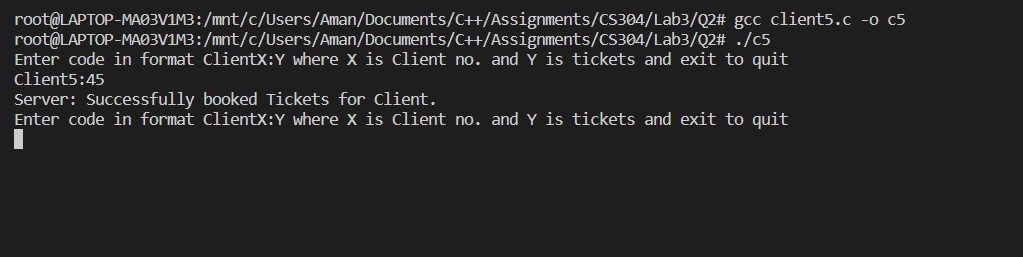 root@LAPTOP-MA03V1M3:/mnt/c/Users/Aman/Documents/C++/Assignments/CS304/Lab3/Q2# gcc client5.c -o c5
root@LAPTOP-MA03V1M3:/mnt/c/Users/Aman/Documents/C++/Assignments/CS304/Lab3/Q2# ./c5
Enter code in format ClientX:Y where X is Client no. and Y is tickets and exit to quit
Client5:45
Server: Successfully booked Tickets for Client.
Enter code in format ClientX:Y where X is Client no. and Y is tickets and exit to quit